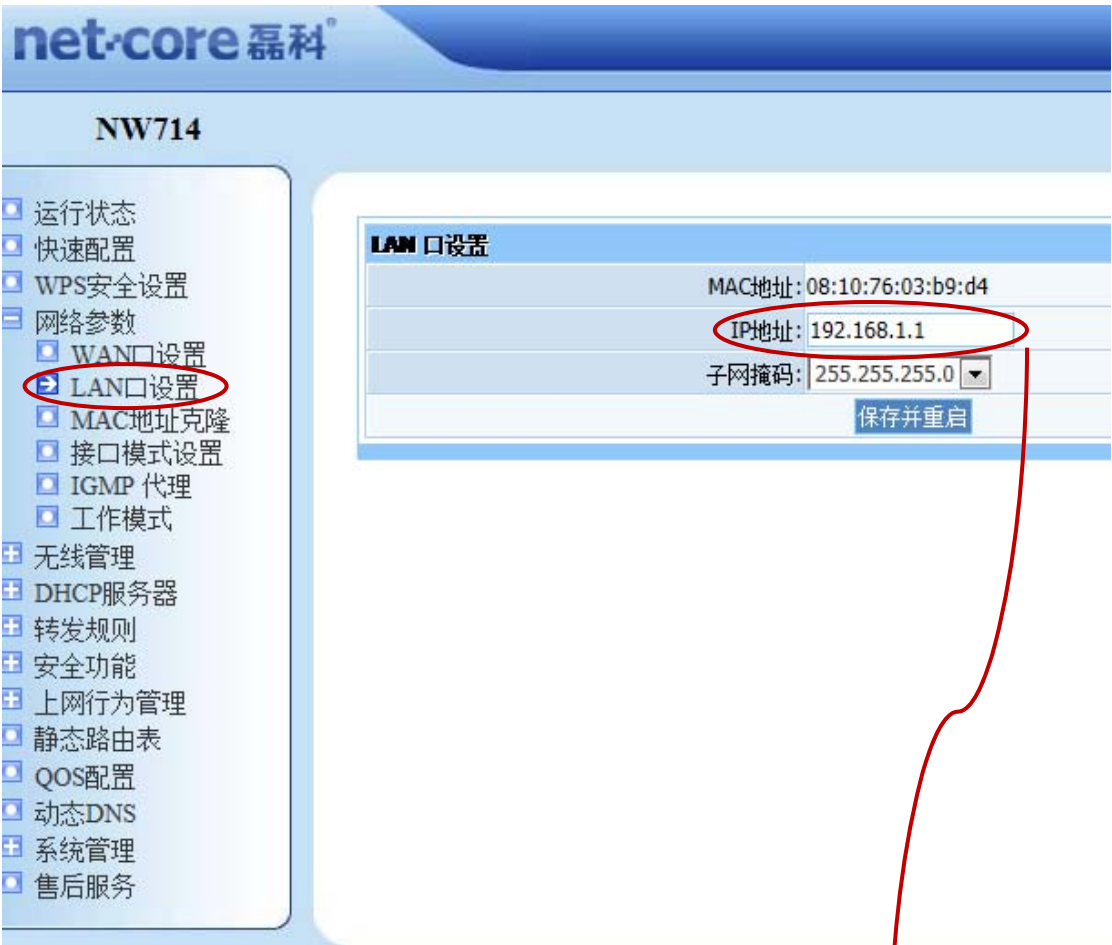 net·core 磊科®
NW714
运行状态
快速配置
WPS安全设置
网络参数
WAN口设置
LAN口设置
MAC地址克隆
接口模式设置
IGMP 代理
工作模式
无线管理
DHCP服务器
转发规则
安全功能
上网行为管理
静态路由表
QOS配置
动态DNS
系统管理
售后服务
LAN 口设置
MAC地址: 08:10:76:03:b9:d4
IP地址: 192.168.1.1
子网掩码: 255.255.255.0
保存并重启